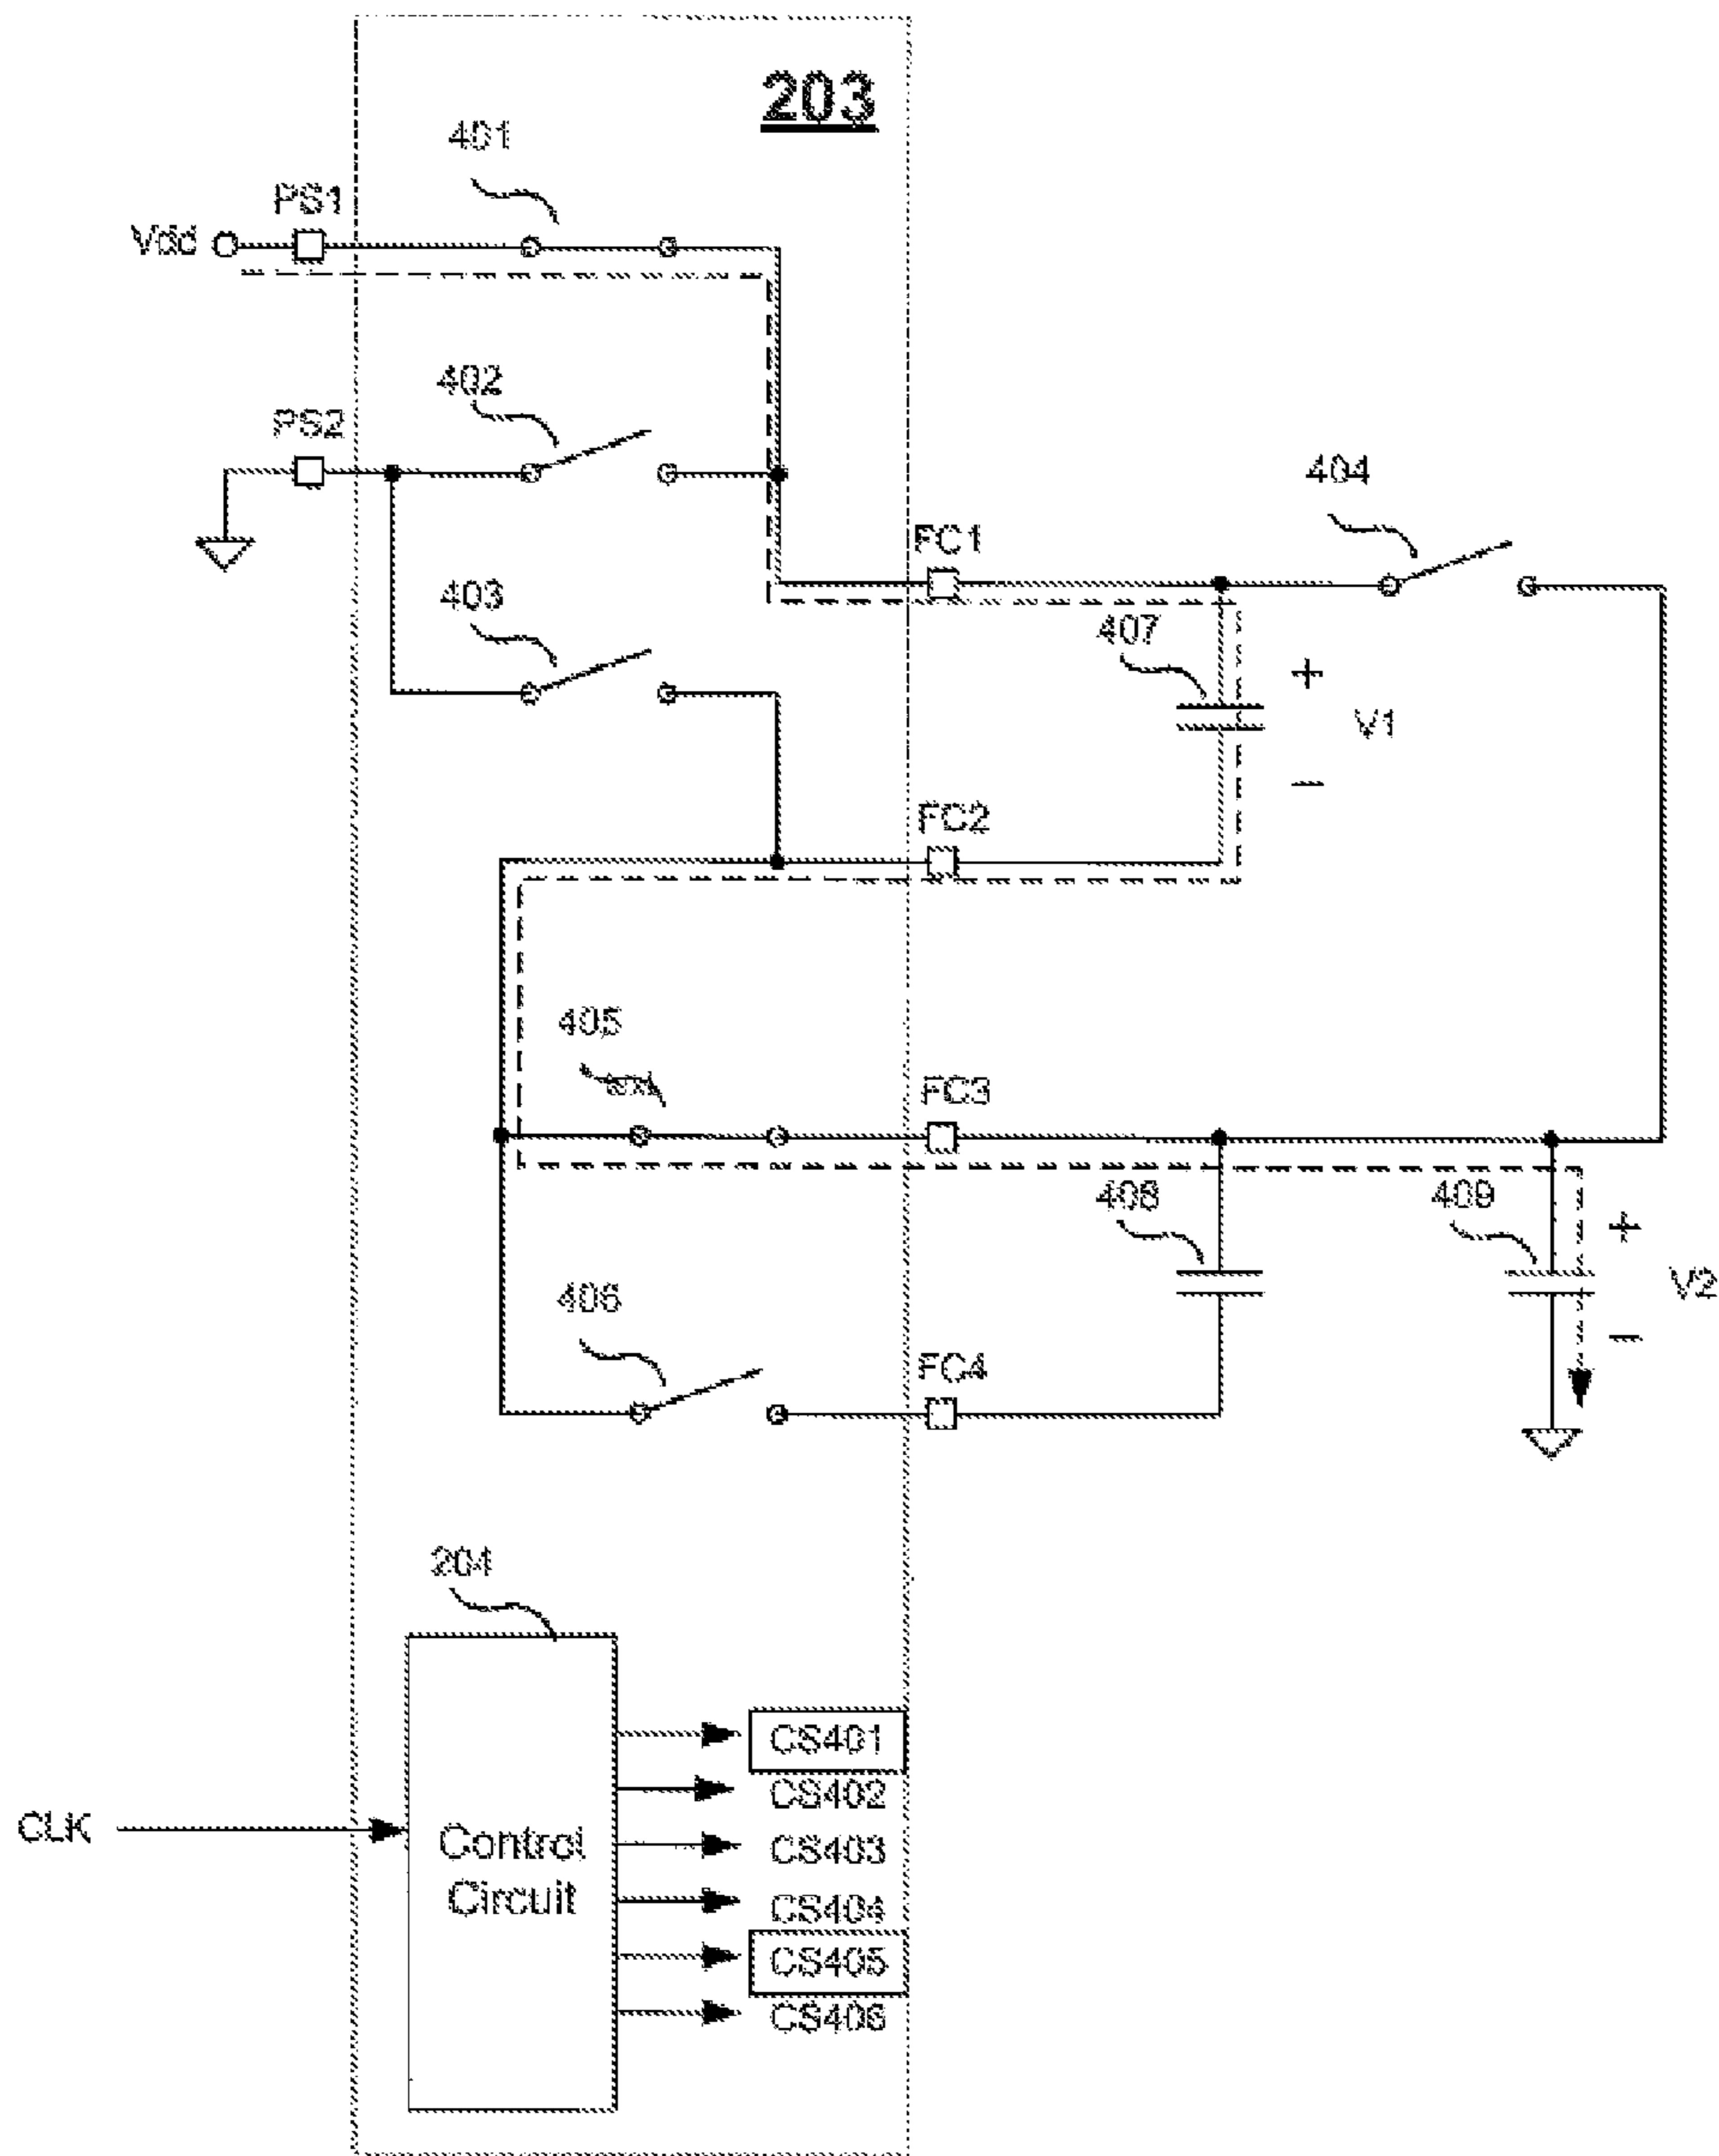 203
401
PS1
Vdd
402
PS2
404
FC1
403
407
+
V1
−
FC2
405
FC3
408
409
+
406
V2
−
FC4
204
CS401
CS402
CLK
Control
Circuit
CS403
CS404
CS405
CS406